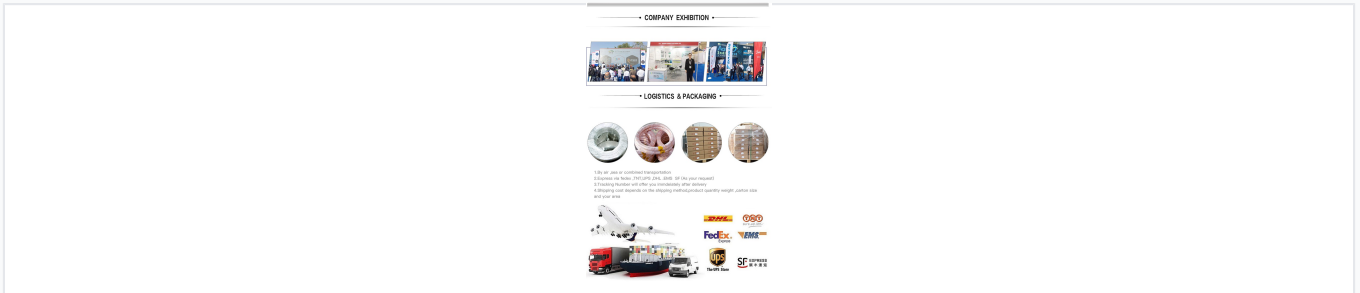 COMPANY EXHIBITION
LOGISTICS & PACKAGING
1.By air ,sea or combined transportation
2.Express via fedex ,TNT,UPS ,DHL ,EMS SF (As your request)
3.Tracking Number will offer you immdeiately after delivery
4.Shipping cost depends on the shipping method,product quantity weight ,carton size
and your area
DHL
TNT
FedEx
Express
EMS
ups
The UPS Store
SF EXPRESS